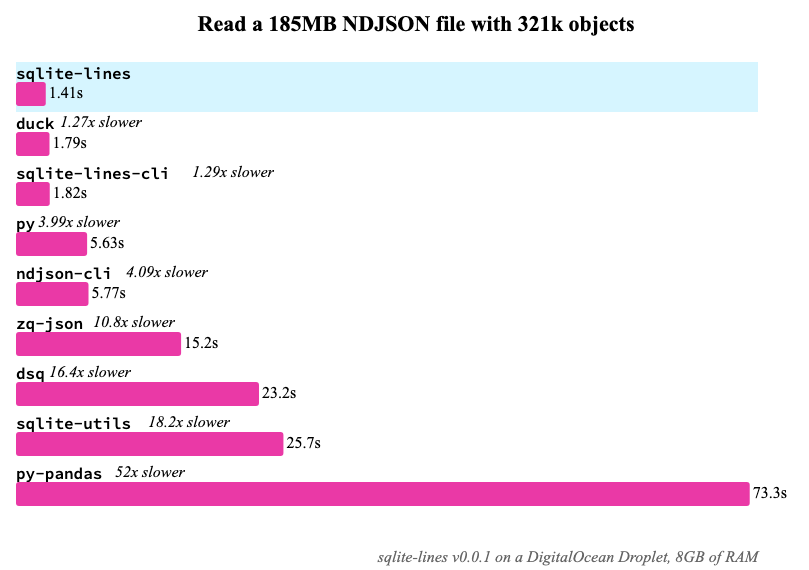 Read a 185MB NDJSON file with 321k objects
sqlite-lines
1.41s
duck 1.27x slower
1.79s
sqlite-lines-cli 1.29x slower
1.82s
py 3.99x slower
5.63s
ndjson-cli 4.09x slower
5.77s
zq-json 10.8x slower
15.2s
dsq 16.4x slower
23.2s
sqlite-utils 18.2x slower
25.7s
py-pandas 52x slower
73.3s
sqlite-lines v0.0.1 on a DigitalOcean Droplet, 8GB of RAM